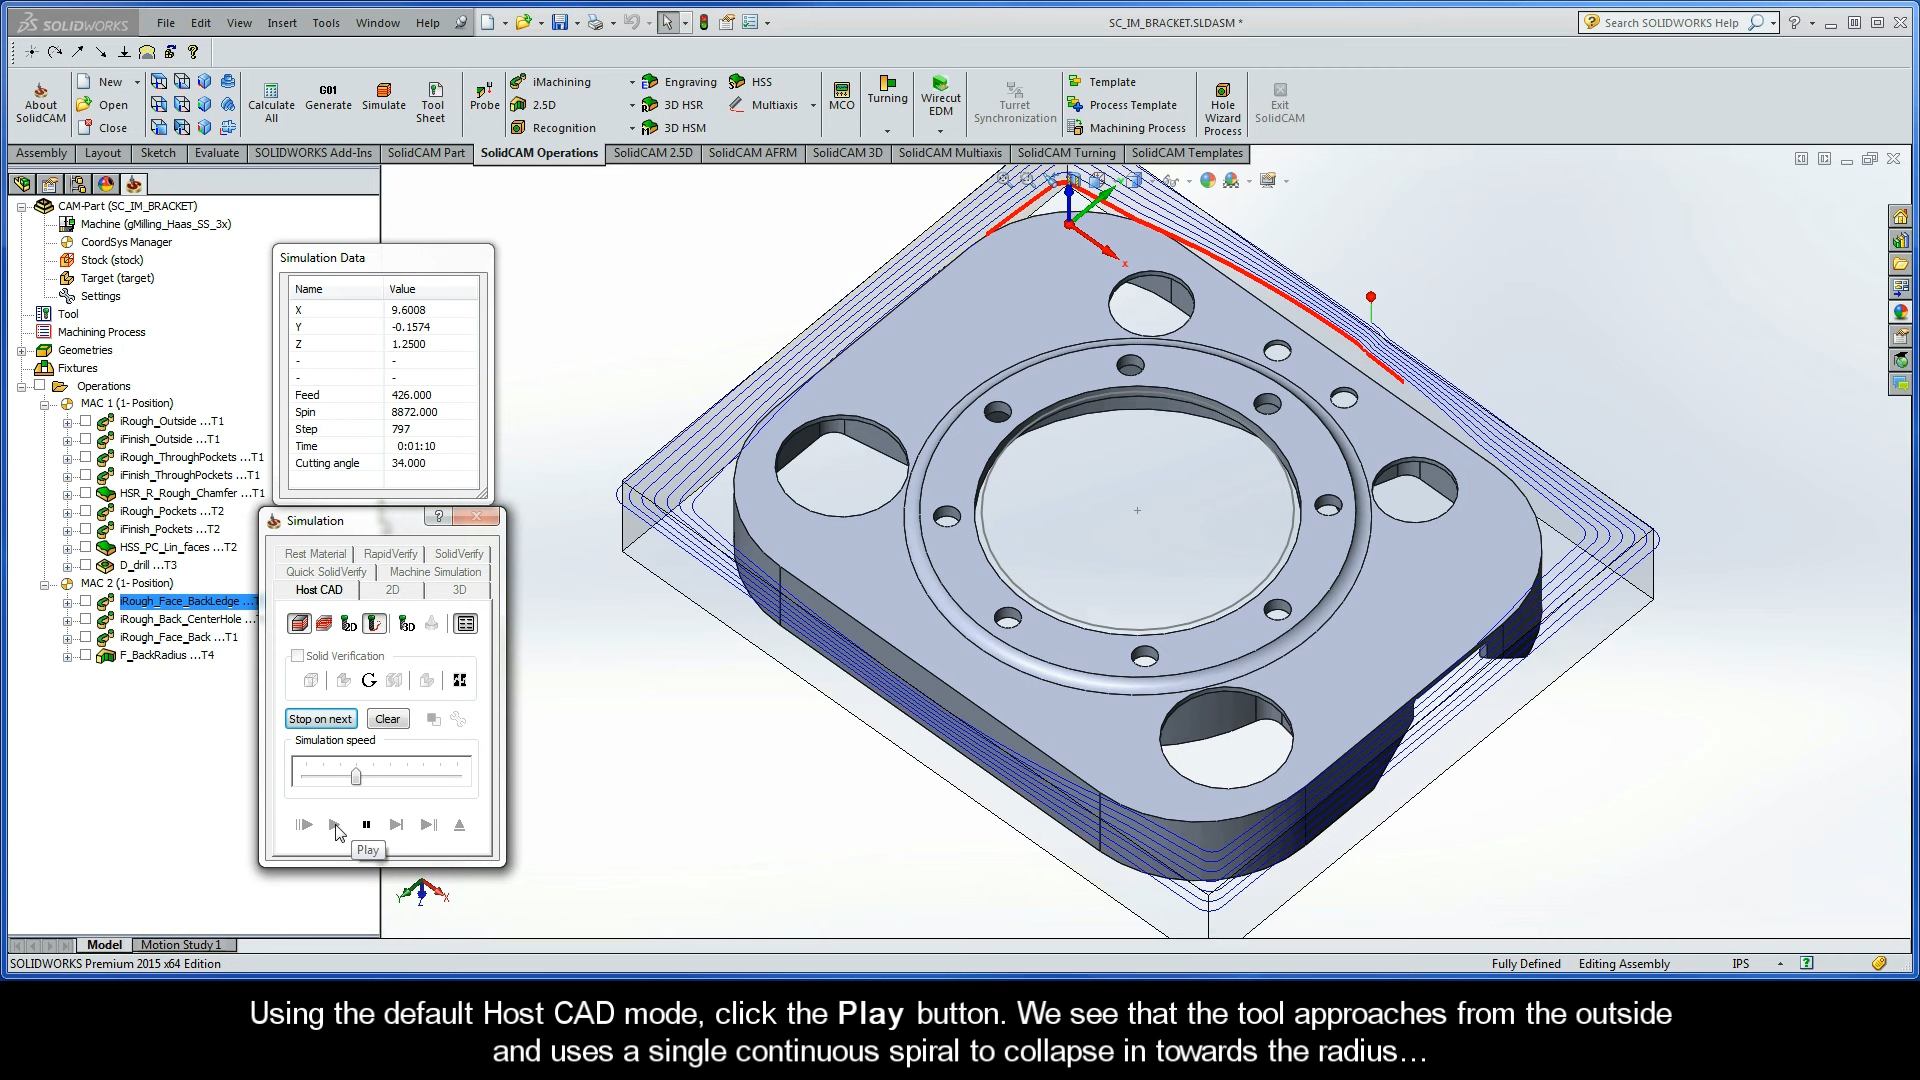 SOLIDWORKS File Edit View Insert Tools Window Help SC_IM_BRACKET.SLDASM * Search SOLIDWORKS Help
About SolidCAM
New
Open
Close
Calculate All
G01
Generate
Simulate
Tool Sheet
Probe
iMachining
2.5D
Recognition
Engraving
3D HSR
3D HSM
HSS
Multiaxis
MCO
Turning
Wirecut EDM
Turret Synchronization
Template
Process Template
Machining Process
Hole Wizard Process
Exit SolidCAM
Assembly Layout Sketch Evaluate SOLIDWORKS Add-Ins SolidCAM Part SolidCAM Operations SolidCAM 2.5D SolidCAM AFRM SolidCAM 3D SolidCAM Multiaxis SolidCAM Turning SolidCAM Templates
CAM-Part (SC_IM_BRACKET)
Machine (gMilling_Haas_SS_3x)
CoordSys Manager
Stock (stock)
Target (target)
Settings
Tool
Machining Process
Geometries
Fixtures
Operations
MAC 1 (1- Position)
iRough_Outside ...T1
iFinish_Outside ...T1
iRough_ThroughPockets ...T1
iFinish_ThroughPockets ...T1
HSR_R_Rough_Chamfer ...T1
iRough_Pockets ...T2
iFinish_Pockets ...T2
HSS_PC_Lin_faces ...T2
D_drill ...T3
MAC 2 (1- Position)
iRough_Face_BackLedge ...T
iRough_Back_CenterHole ...
iRough_Face_Back ...T1
F_BackRadius ...T4
Simulation Data
Name Value
X 9.6008
Y -0.1574
Z 1.2500
- -
- -
Feed 426.000
Spin 8872.000
Step 797
Time 0:01:10
Cutting angle 34.000
Simulation ?
Rest Material RapidVerify SolidVerify
Quick SolidVerify Machine Simulation
Host CAD 2D 3D
2D 3D
Solid Verification
Stop on next Clear
Simulation speed
Play
x
Y Z X
Model Motion Study 1
SOLIDWORKS Premium 2015 x64 Edition Fully Defined Editing Assembly IPS ?
Using the default Host CAD mode, click the Play button. We see that the tool approaches from the outside
and uses a single continuous spiral to collapse in towards the radius...